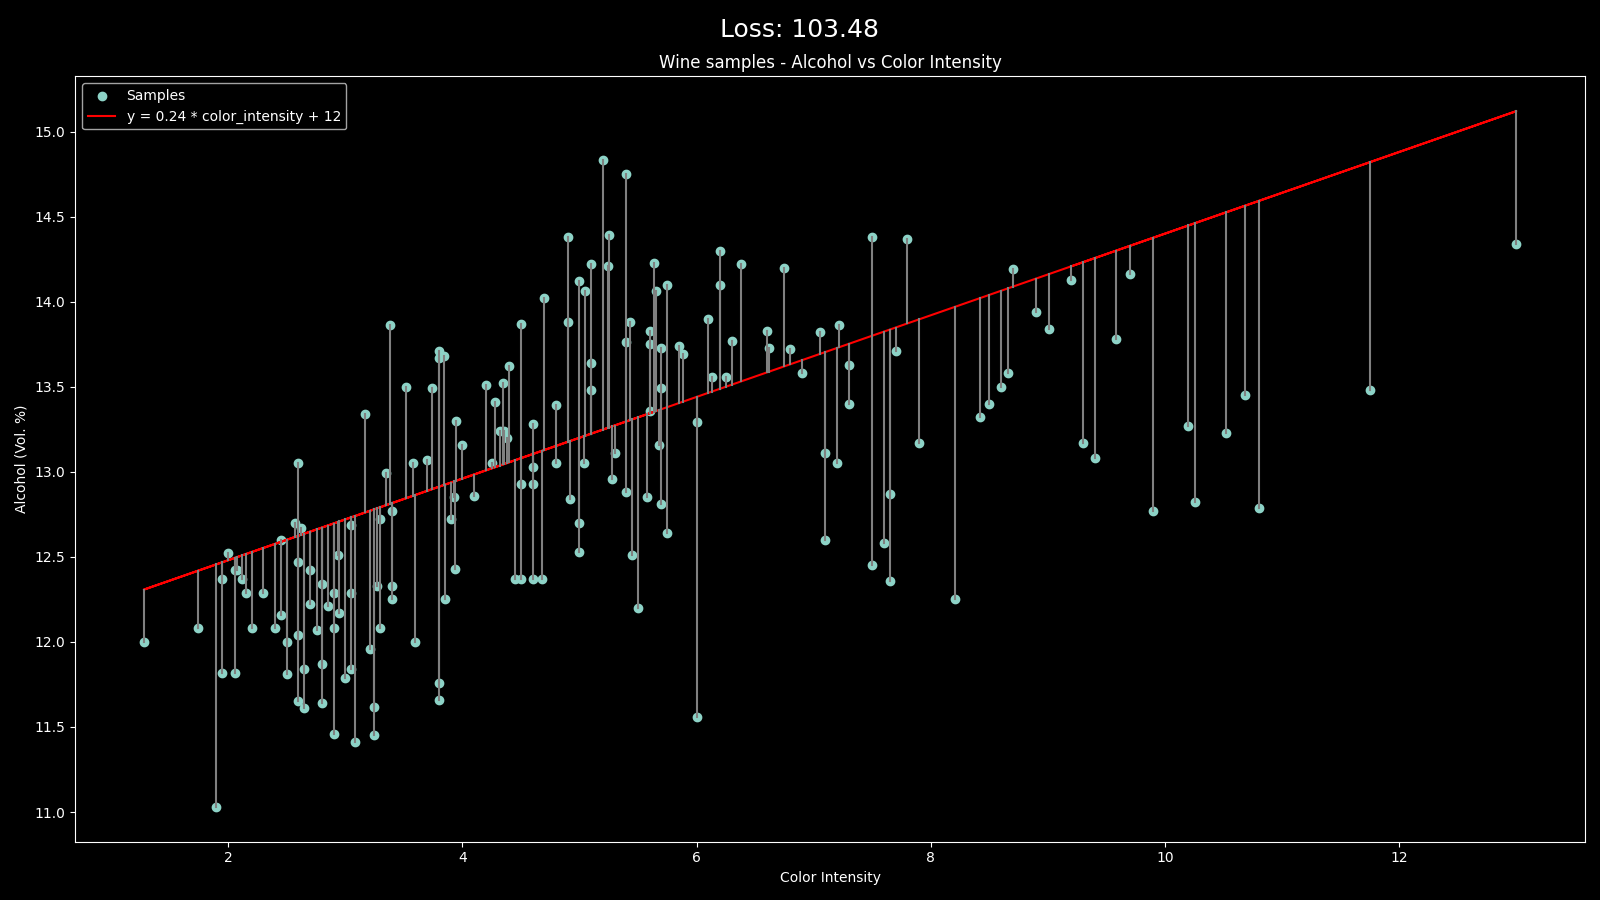 Loss: 103.48
Wine samples - Alcohol vs Color Intensity
Samples
y = 0.24 * color_intensity + 12
Alcohol (Vol. %)
15.0
14.5
14.0
13.5
13.0
12.5
12.0
11.5
11.0
2 4 6 8 10 12
Color Intensity